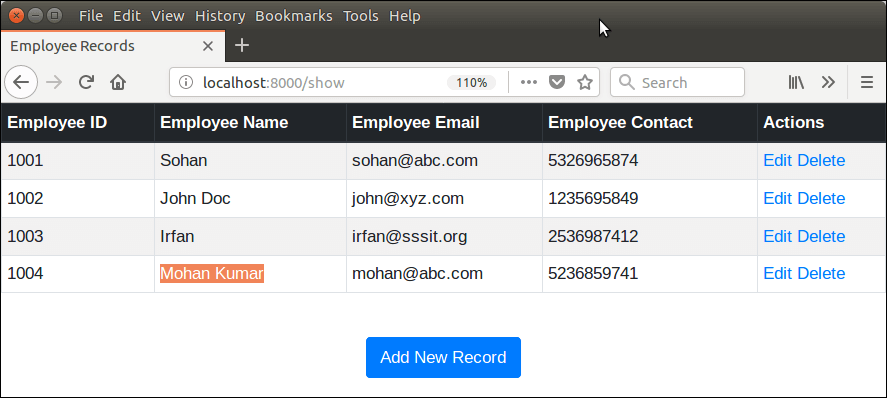 File Edit View History Bookmarks Tools Help
Employee Records
localhost:8000/show 110% Search
Employee ID Employee Name Employee Email Employee Contact Actions
1001 Sohan sohan@abc.com 5326965874 Edit Delete
1002 John Doc john@xyz.com 1235695849 Edit Delete
1003 Irfan irfan@sssit.org 2536987412 Edit Delete
1004 Mohan Kumar mohan@abc.com 5236859741 Edit Delete
Add New Record